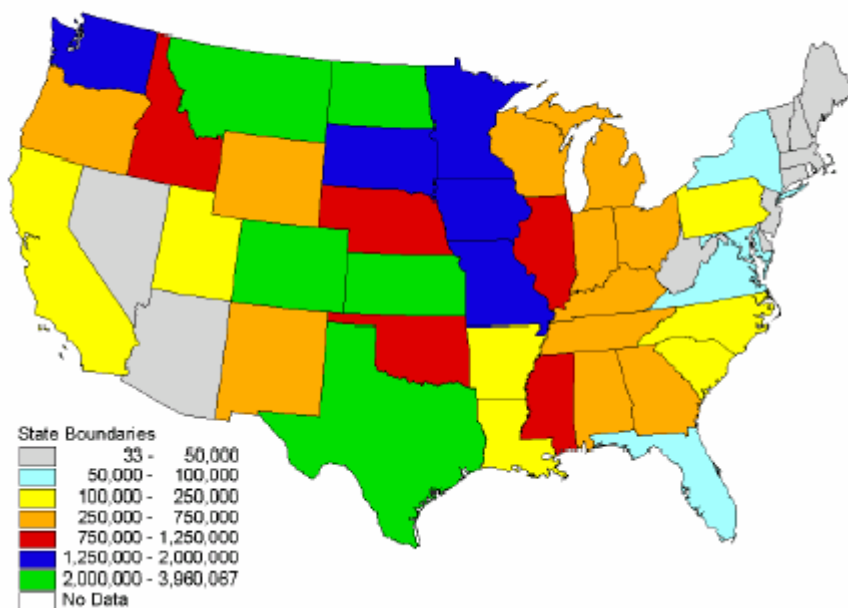 State Boundaries
33 - 50,000
50,000 - 100,000
100,000 - 250,000
250,000 - 750,000
750,000 - 1,250,000
1,250,000 - 2,000,000
2,000,000 - 3,960,067
No Data